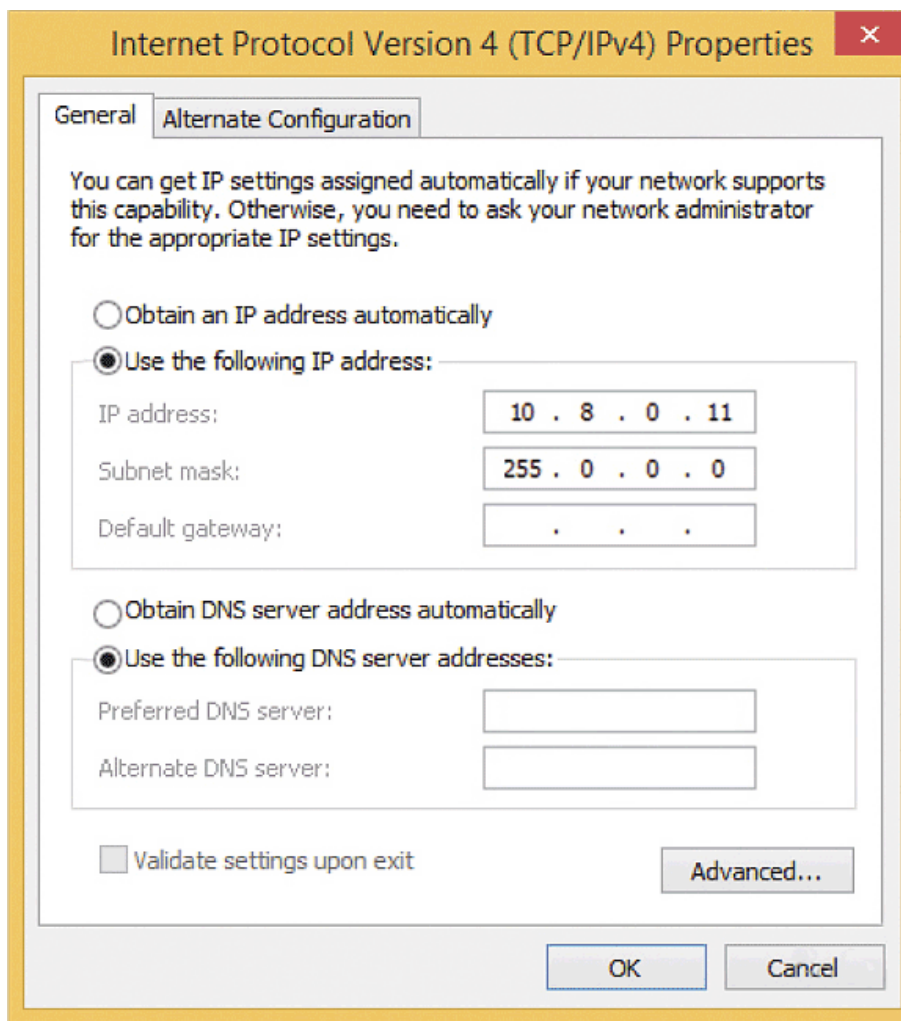 Internet Protocol Version 4 (TCP/IPv4) Properties
General
Alternate Configuration
You can get IP settings assigned automatically if your network supports
this capability. Otherwise, you need to ask your network administrator
for the appropriate IP settings.
Obtain an IP address automatically
Use the following IP address:
IP address: 10 . 8 . 0 . 11
Subnet mask: 255 . 0 . 0 . 0
Default gateway: . . .
Obtain DNS server address automatically
Use the following DNS server addresses:
Preferred DNS server:
Alternate DNS server:
Validate settings upon exit
Advanced...
OK
Cancel